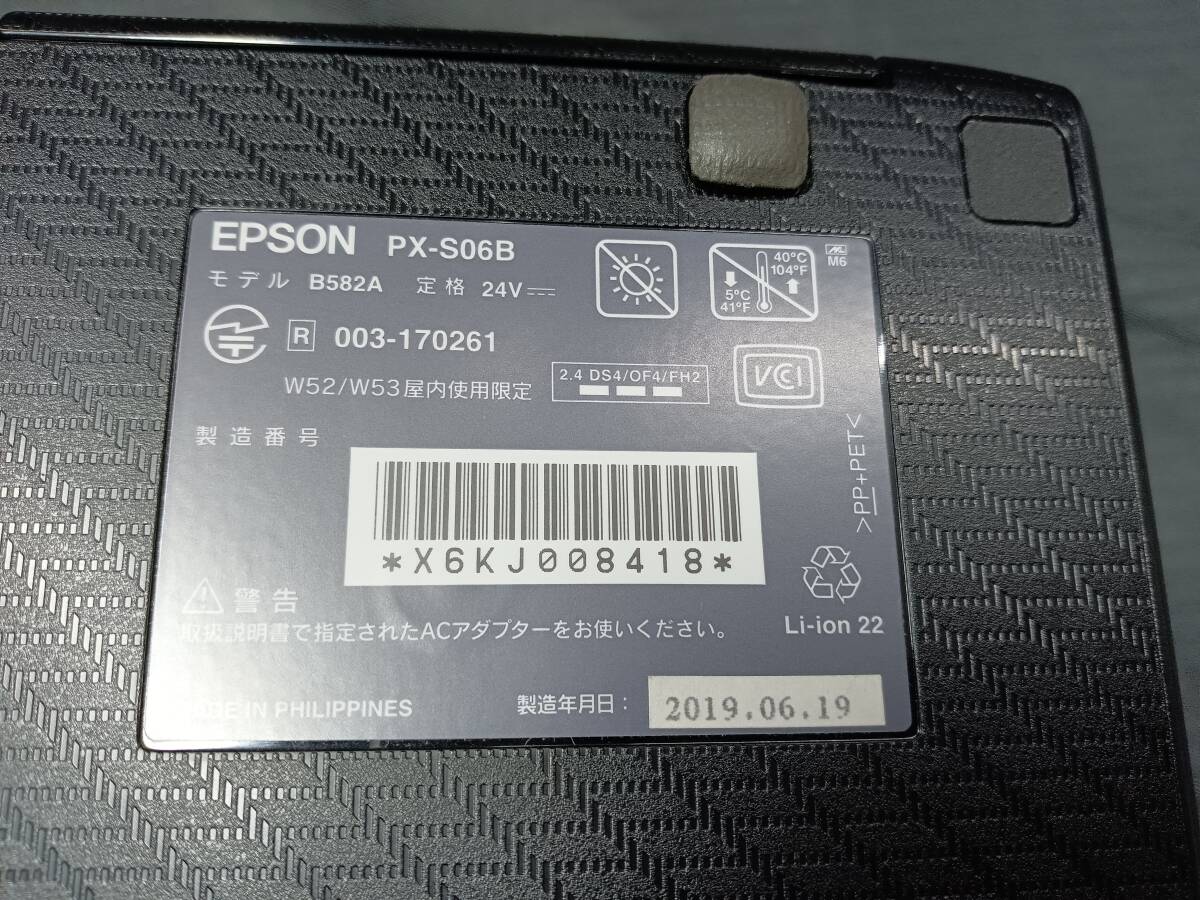 EPSON PX-S06B
モデル B582A 定格 24V
40°C
104°F
5°C
41°F
M6
R 003-170261
W52/W53屋内使用限定
2.4 DS4/OF4/FH2
VCCI
製造番号
*X6KJ008418*
>PP+PET<
警告
取扱説明書で指定されたACアダプターをお使いください。
Li-ion 22
MADE IN PHILIPPINES
製造年月日: 2019.06.19